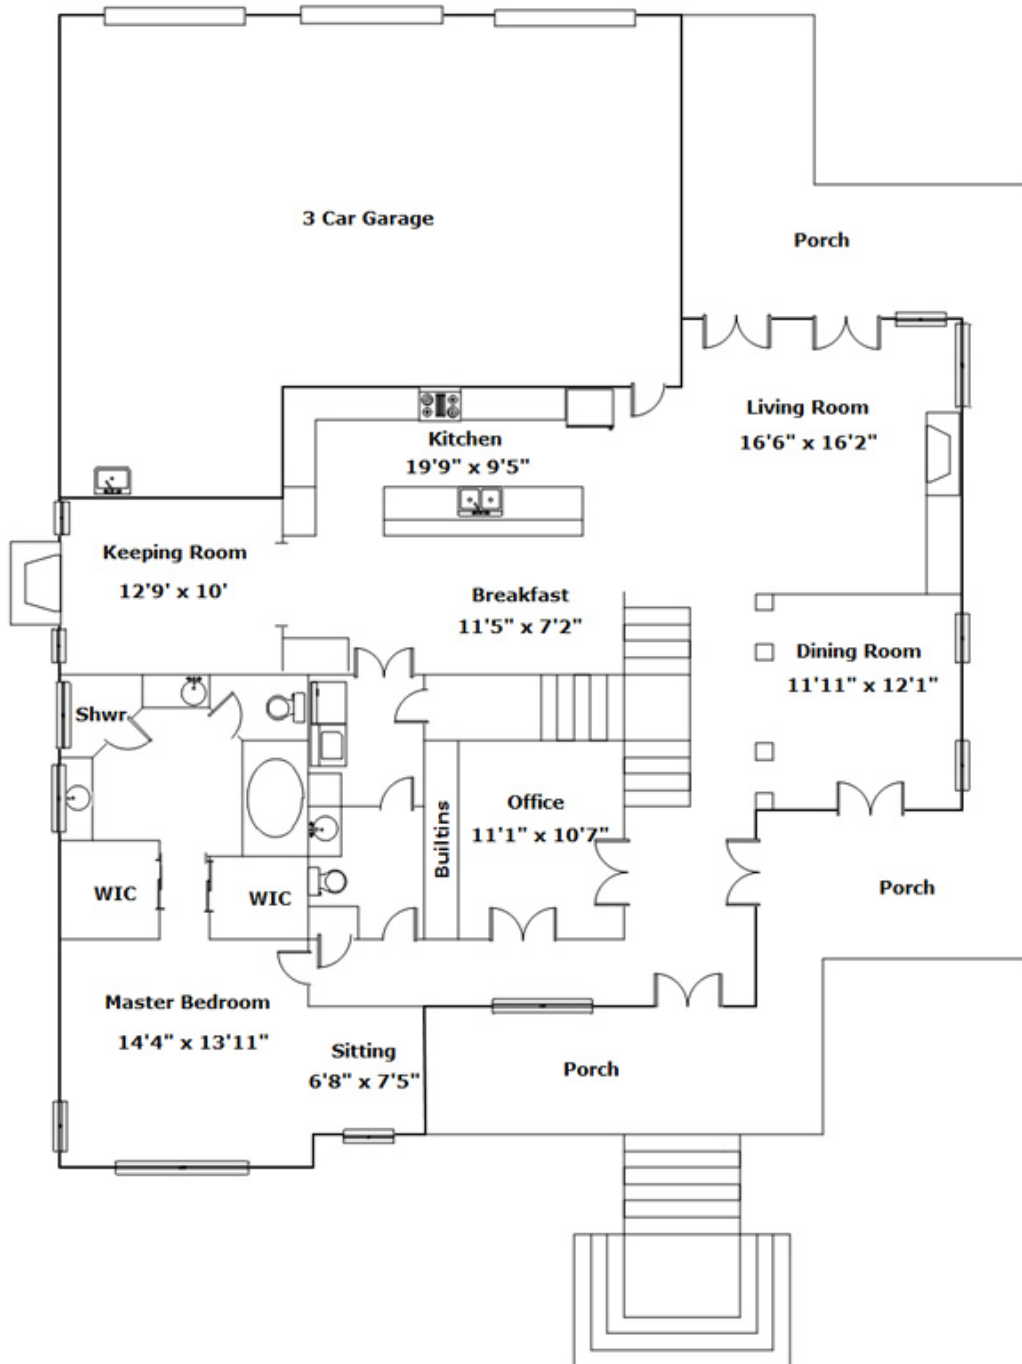 3 Car Garage
Porch
Living Room
16'6" x 16'2"
Kitchen
19'9" x 9'5"
Keeping Room
12'9' x 10'
Breakfast
11'5" x 7'2"
Dining Room
11'11" x 12'1"
Shwr
Office
11'1" x 10'7"
Builtins
WIC
WIC
Porch
Master Bedroom
14'4" x 13'11"
Sitting
6'8" x 7'5"
Porch